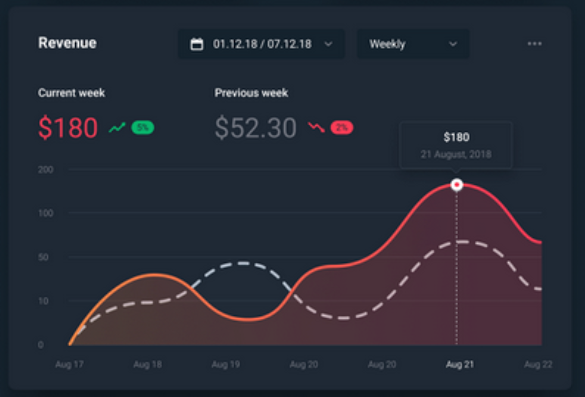 Revenue
01.12.18 / 07.12.18
Weekly
Current week
Previous week
$180
5%
$52.30
2%
$180
21 August, 2018
200
100
50
10
0
Aug 17
Aug 18
Aug 19
Aug 20
Aug 20
Aug 21
Aug 22